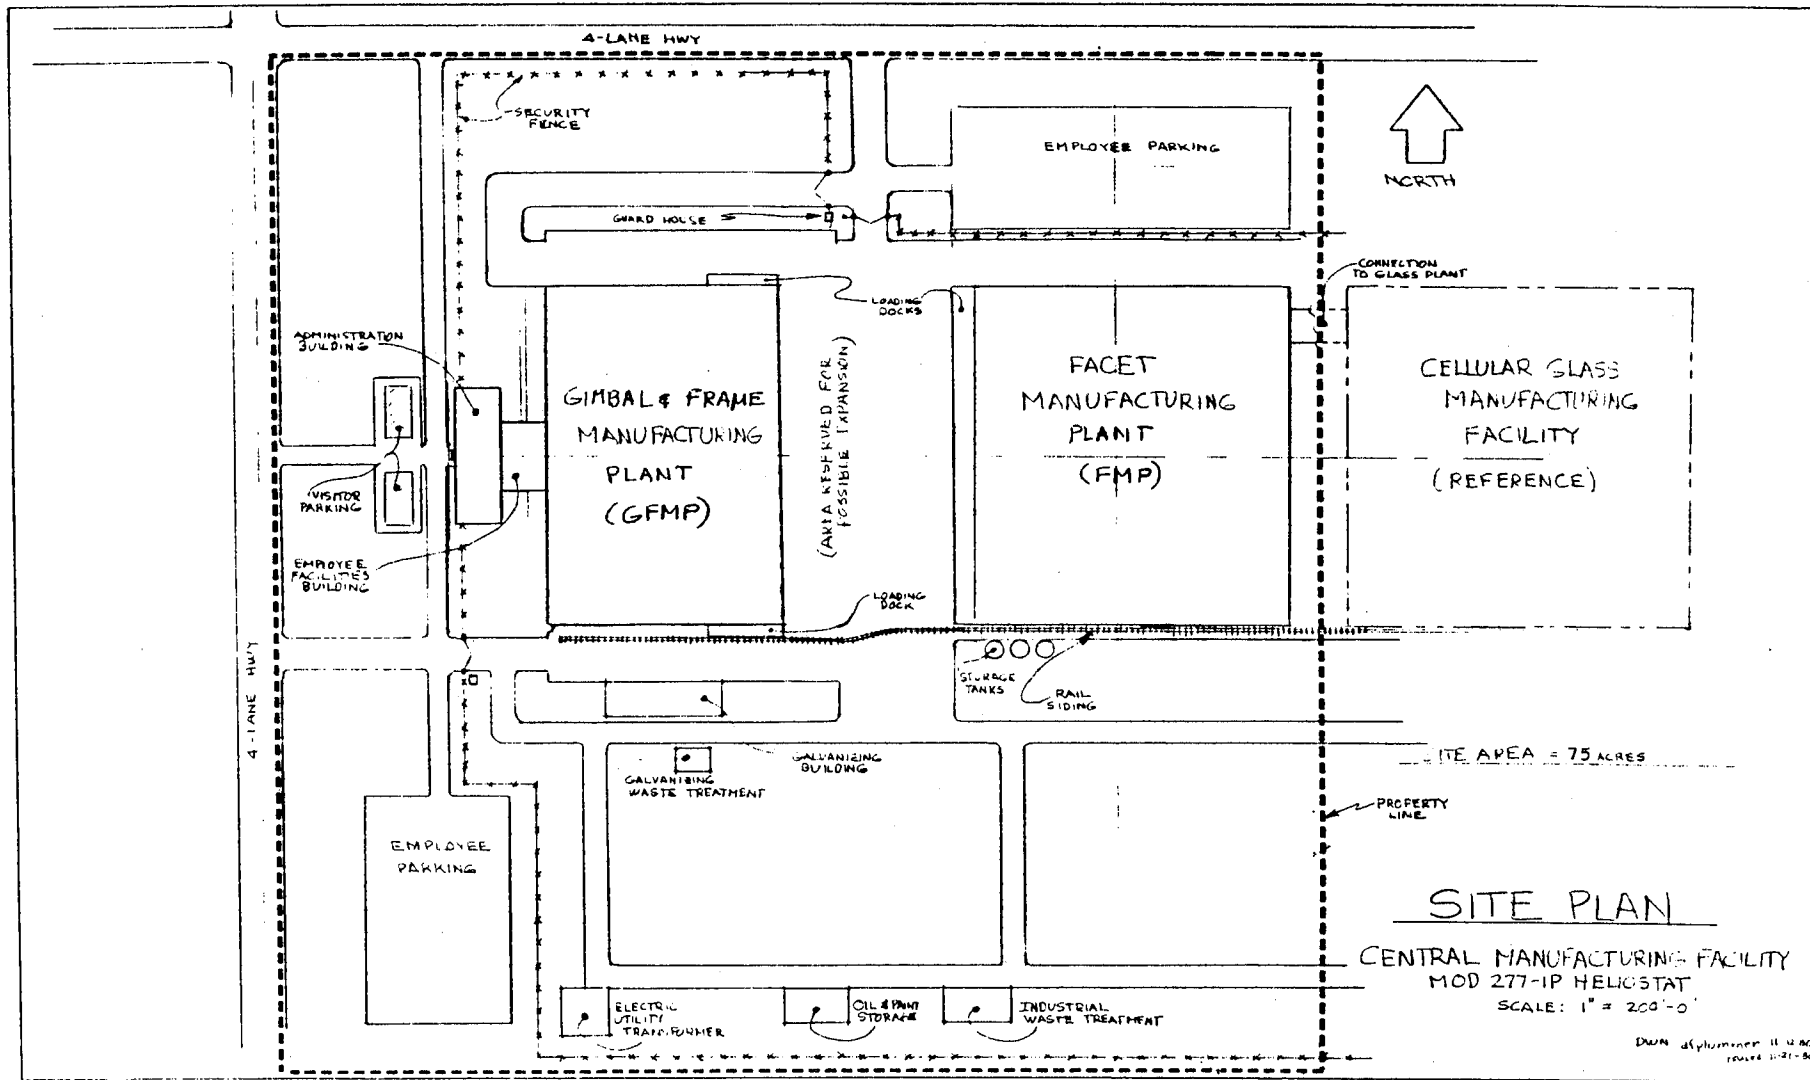 4-LANE HWY
SECURITY
FENCE
EMPLOYEE PARKING
NORTH
GUARD HOUSE
CONNECTION
TO GLASS PLANT
LOADING
DOCKS
ADMINISTRATION
BUILDING
GIMBAL & FRAME
MANUFACTURING
PLANT
(GFMP)
(AREA RESERVED FOR
POSSIBLE EXPANSION)
FACET
MANUFACTURING
PLANT
(FMP)
CELLULAR GLASS
MANUFACTURING
FACILITY
(REFERENCE)
VISITOR
PARKING
EMPLOYEE
FACILITIES
BUILDING
LOADING
DOCK
4-LANE HWY
STORAGE
TANKS
RAIL
SIDING
GALVANIZING
BUILDING
GALVANIZING
WASTE TREATMENT
SITE AREA = 75 ACRES
PROPERTY
LINE
EMPLOYEE
PARKING
SITE PLAN
CENTRAL MANUFACTURING FACILITY
MOD 277-1P HELIOSTAT
SCALE: 1" = 200'-0"
ELECTRIC
UTILITY
TRANSFORMER
OIL & PAINT
STORAGE
INDUSTRIAL
WASTE TREATMENT
DWN